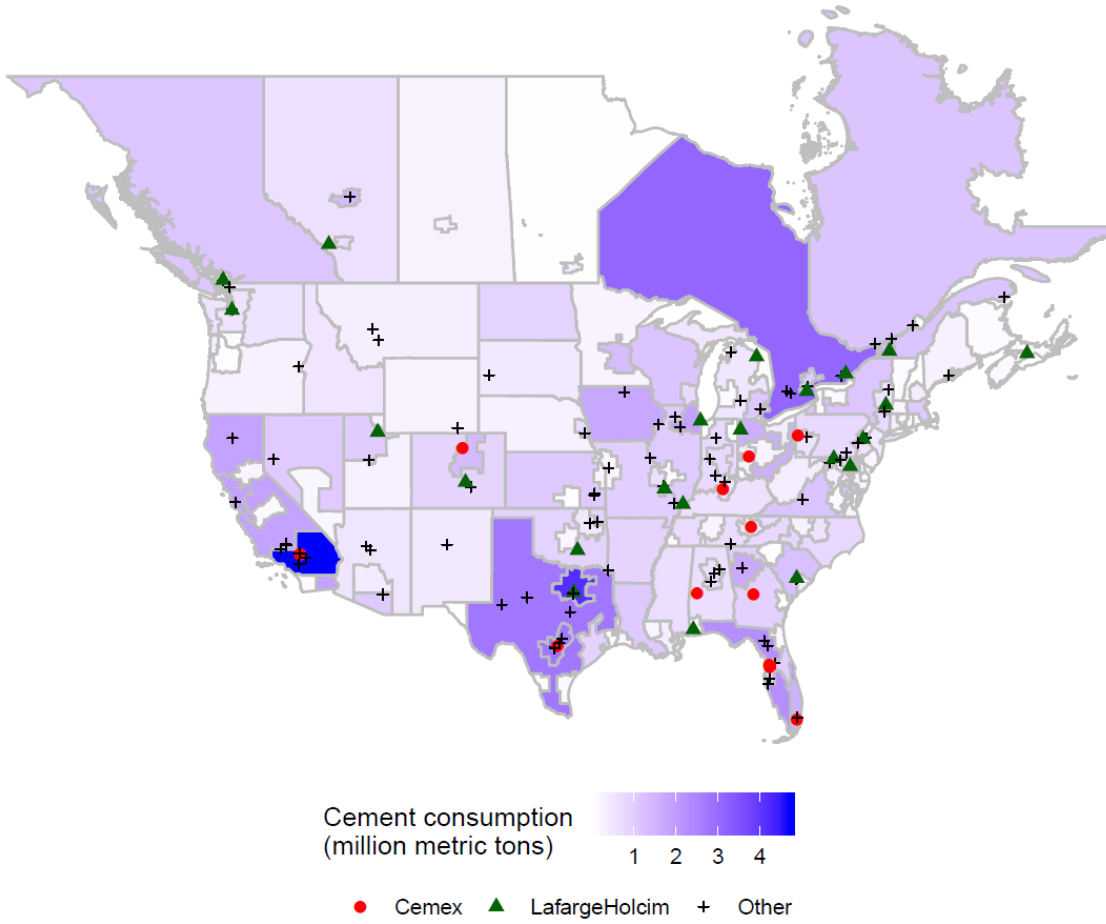 Cement consumption
(million metric tons)
1 2 3 4
Cemex LafargeHolcim Other